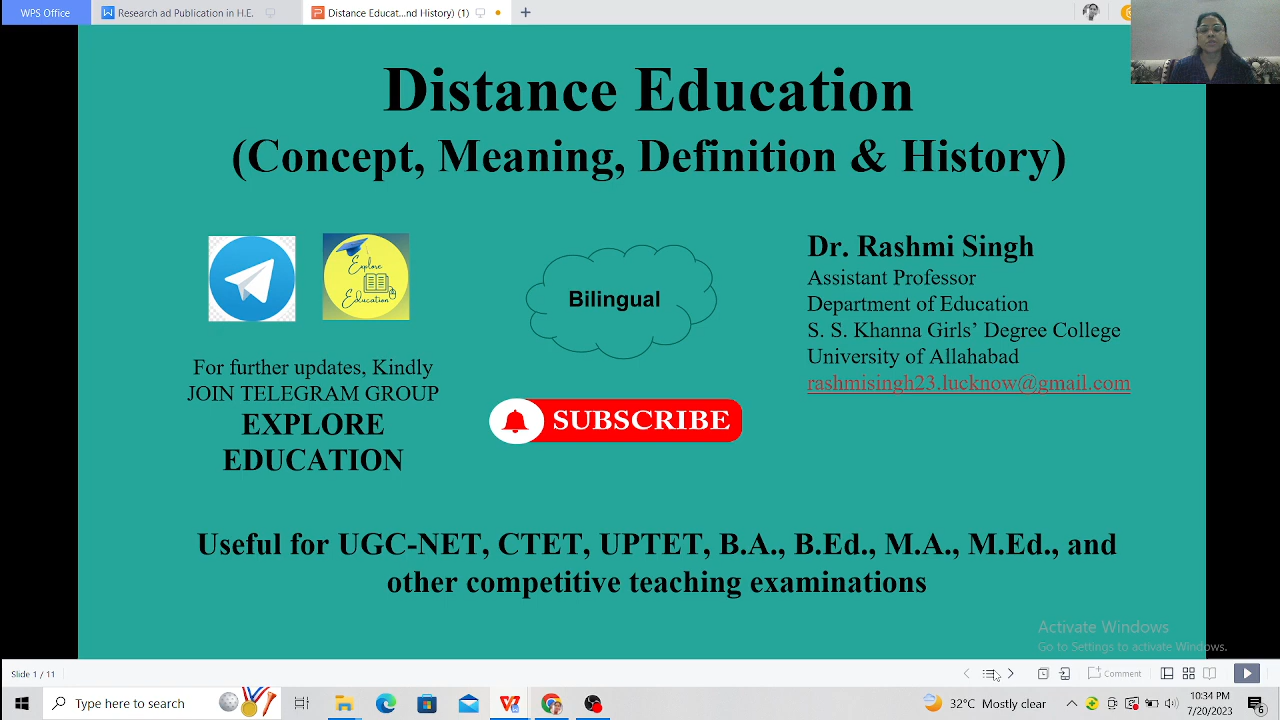 WPS Office
Research ad Publication in H.E.
Distance Educat...nd History (1)
+
Distance Education
(Concept, Meaning, Definition & History)
Explore
Education
For further updates, Kindly
JOIN TELEGRAM GROUP
EXPLORE
EDUCATION
Bilingual
SUBSCRIBE
Dr. Rashmi Singh
Assistant Professor
Department of Education
S. S. Khanna Girls’ Degree College
University of Allahabad
rashmisingh23.lucknow@gmail.com
Useful for UGC-NET, CTET, UPTET, B.A., B.Ed., M.A., M.Ed., and
other competitive teaching examinations
Activate Windows
Go to Settings to activate Windows.
Slide 1 / 11
Comment
Type here to search
32°C Mostly clear
10:34 PM
7/20/2023
6